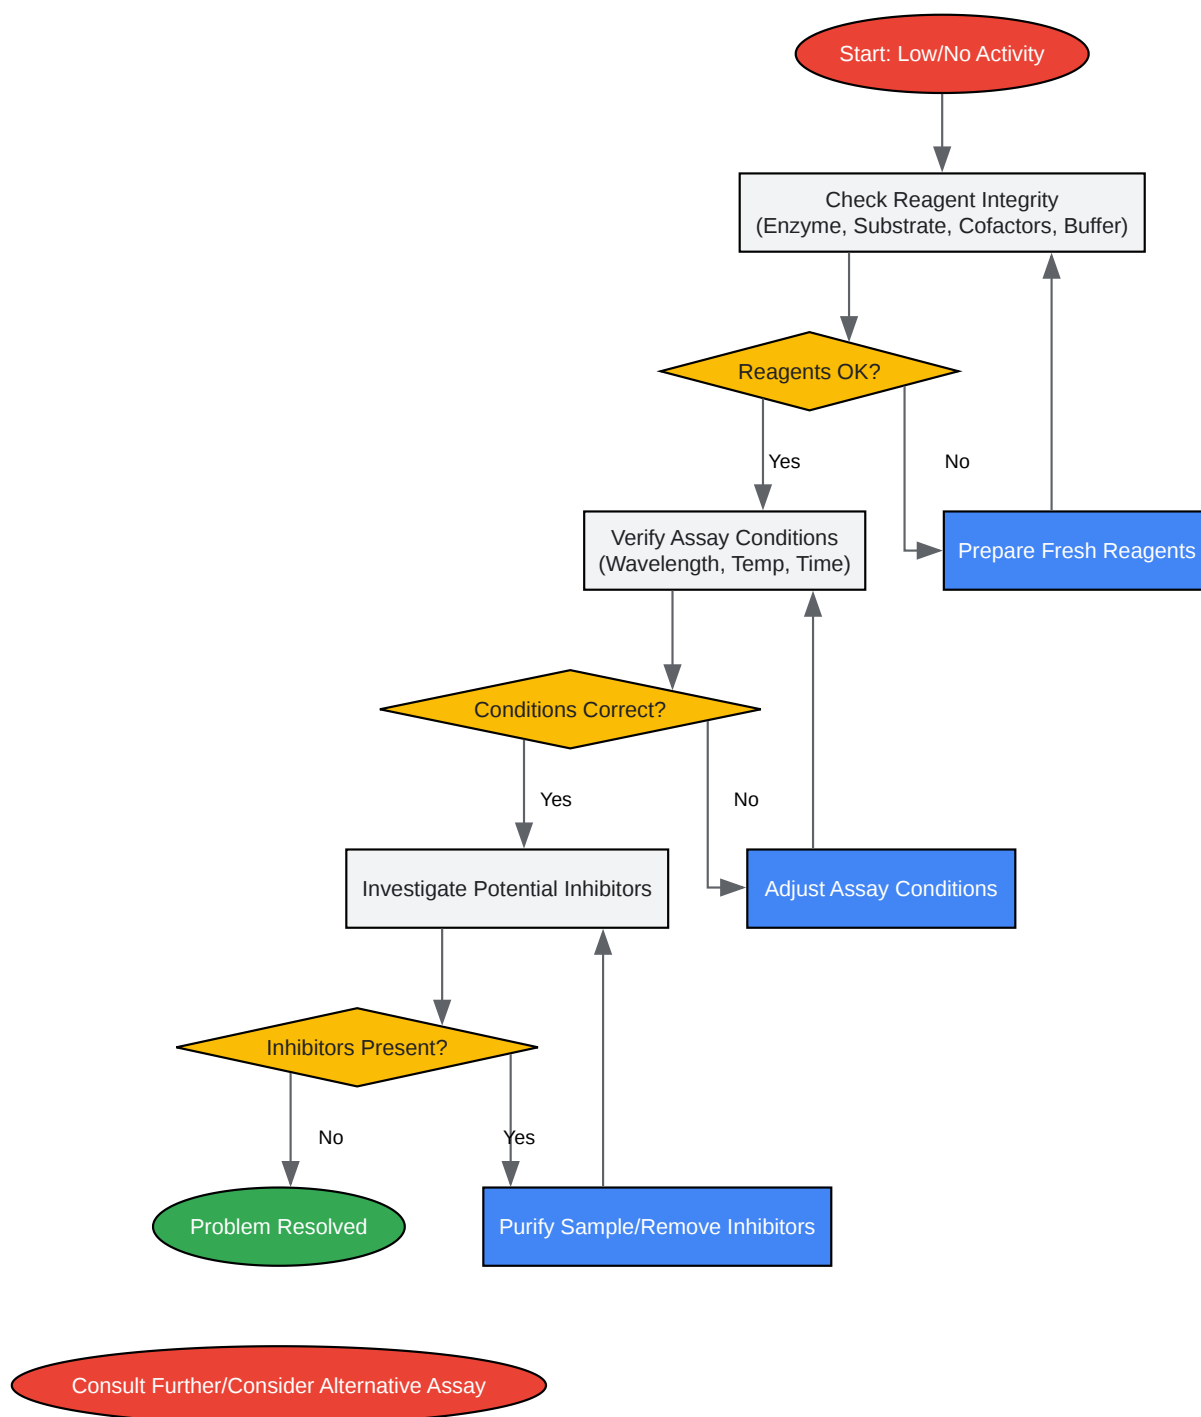 Start: Low/No Activity
Check Reagent Integrity
(Enzyme, Substrate, Cofactors, Buffer)
Reagents OK?
Yes
No
Verify Assay Conditions
(Wavelength, Temp, Time)
Prepare Fresh Reagents
Conditions Correct?
Yes
No
Investigate Potential Inhibitors
Adjust Assay Conditions
Inhibitors Present?
No
Yes
Problem Resolved
Purify Sample/Remove Inhibitors
Consult Further/Consider Alternative Assay